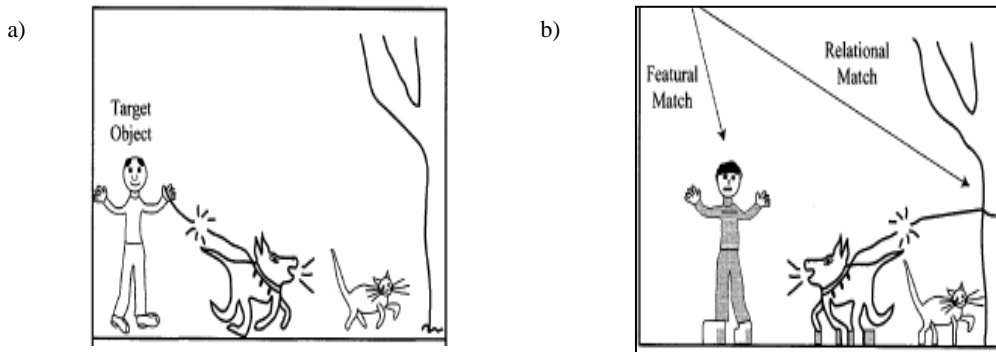 a)
Target
Object
b)
Featural
Match
Relational
Match